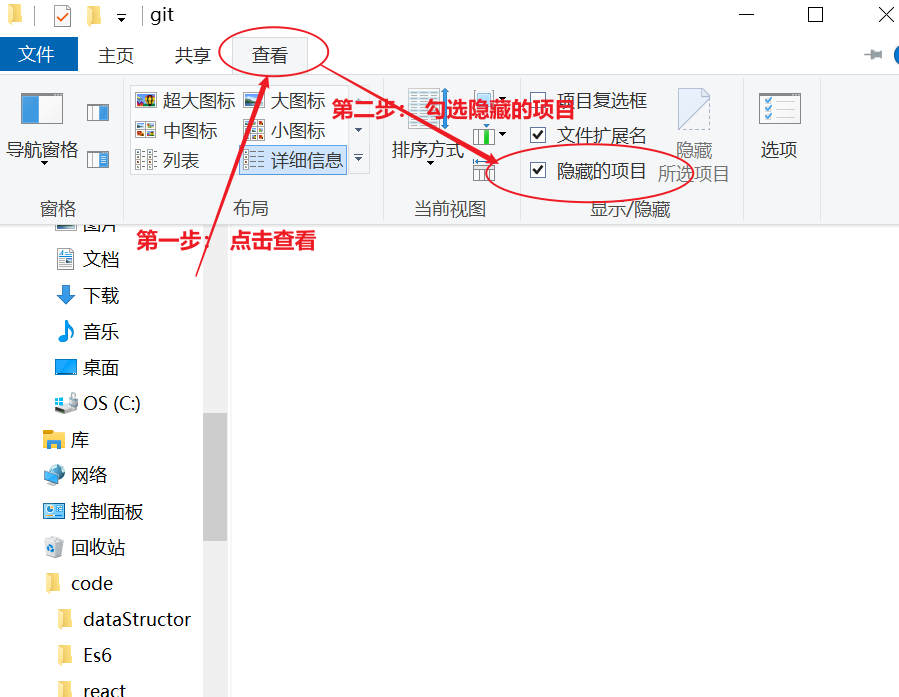 git
文件 主页 共享 查看
超大图标 大图标
第二步： 勾选隐藏的项目
项目复选框
中图标 小图标
文件扩展名
导航窗格
列表 详细信息
排序方式
隐藏的项目
隐藏
所选项目
选项
窗格 布局 当前视图 显示/隐藏
图片
第一步： 点击查看
文档
下载
音乐
桌面
OS (C:)
库
网络
控制面板
回收站
code
dataStructor
Es6
react